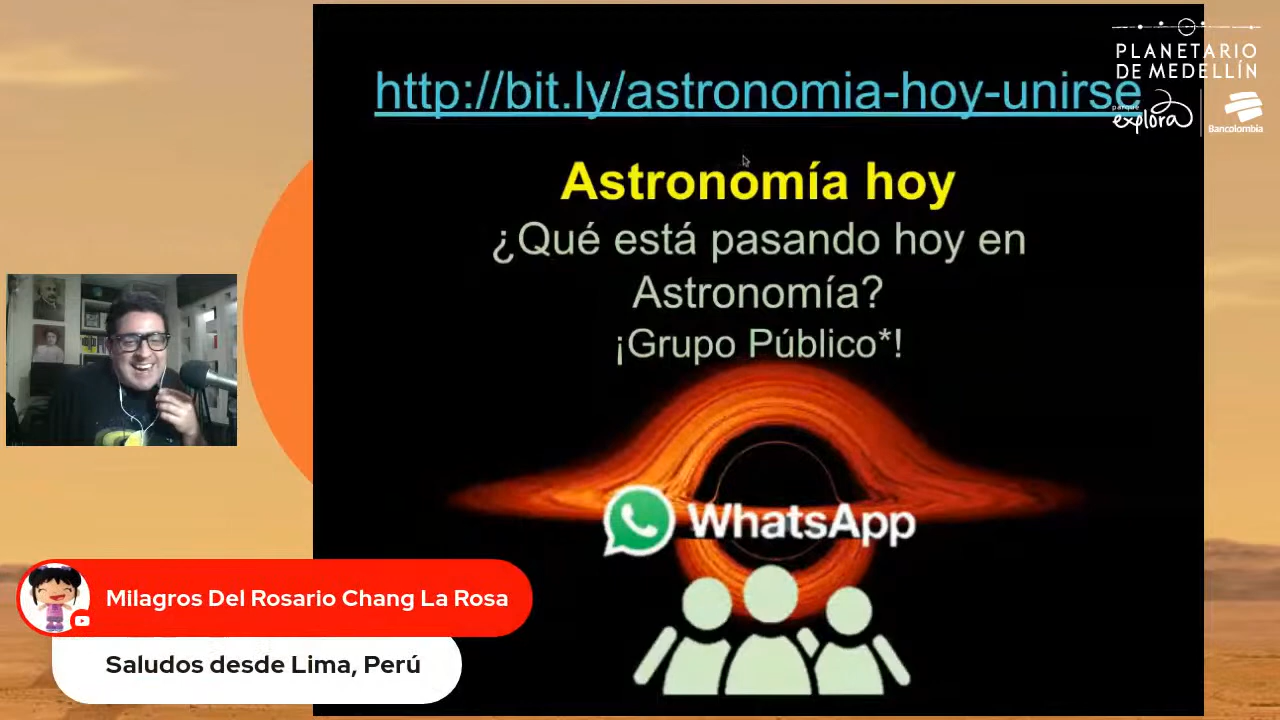 http://bit.ly/astronomia-hoy-unirse
PLANETARIO
DE MEDELLÍN
parque
explora
Bancolombia
Astronomía hoy
¿Qué está pasando hoy en
Astronomía?
¡Grupo Público*!
WhatsApp
Milagros Del Rosario Chang La Rosa
Saludos desde Lima, Perú